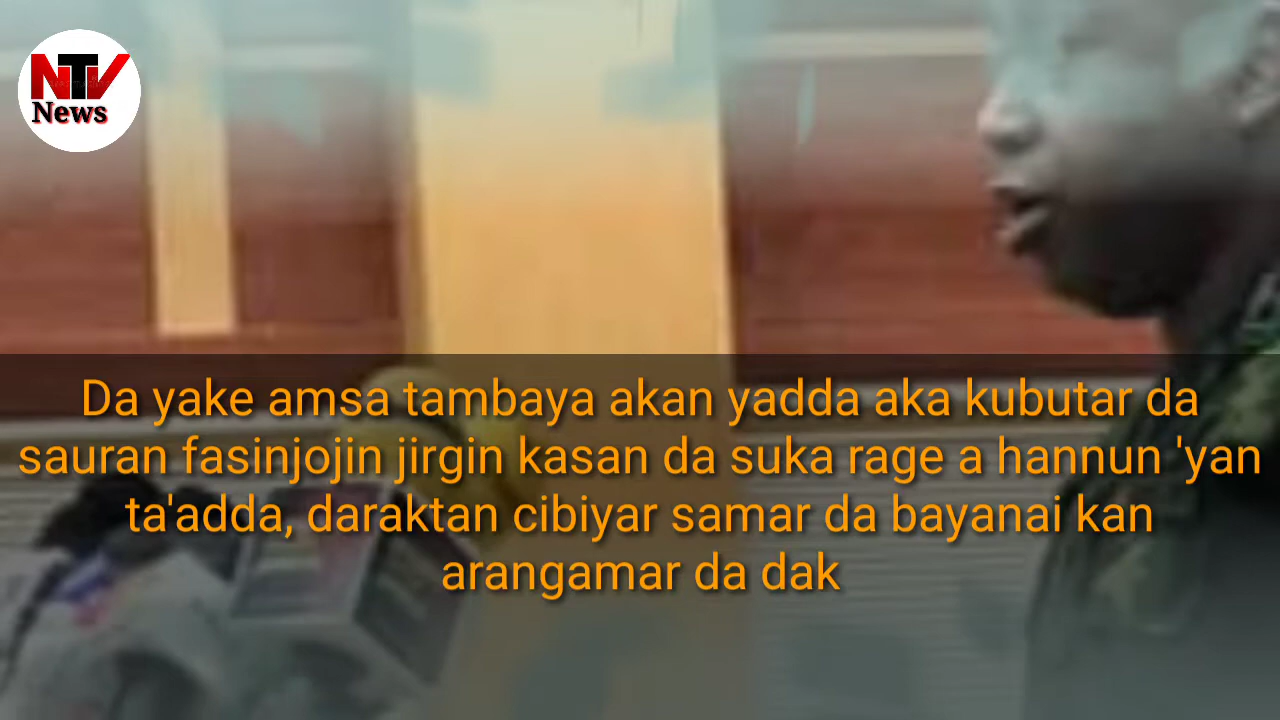 NTV
News
Da yake amsa tambaya akan yadda aka kubutar da
sauran fasinjojin jirgin kasan da suka rage a hannun 'yan
ta'adda, daraktan cibiyar samar da bayanai kan
arangamar da dak